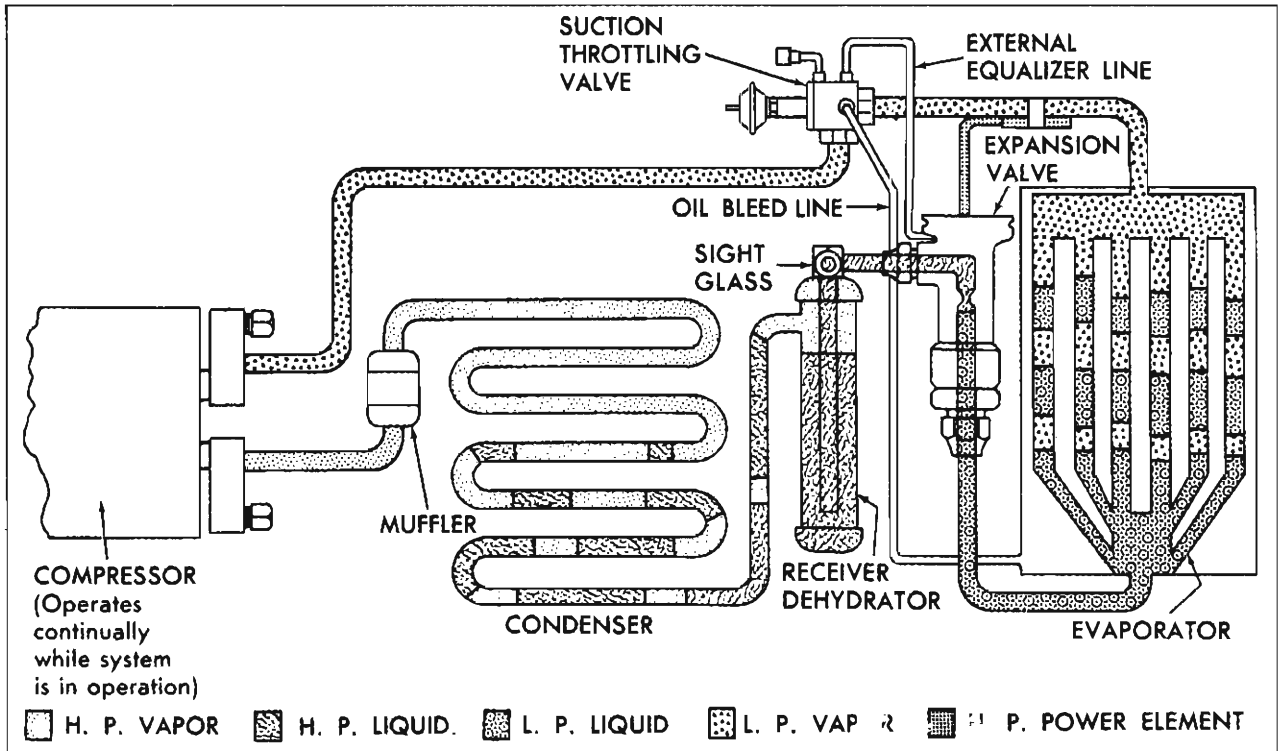 SUCTION
THROTTLING
VALVE
EXTERNAL
EQUALIZER LINE
EXPANSION
VALVE
OIL BLEED LINE
SIGHT
GLASS
MUFFLER
COMPRESSOR
(Operates
continually
while system
is in operation)
CONDENSER
RECEIVER
DEHYDRATOR
EVAPORATOR
H. P. VAPOR H. P. LIQUID. L. P. LIQUID L. P. VAP R P. POWER ELEMENT